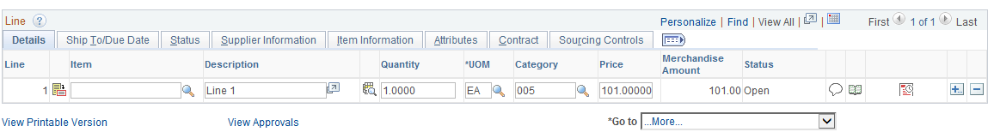 Line ? Personalize | Find | View All | | First 1 of 1 Last
Details Ship To/Due Date Status Supplier Information Item Information Attributes Contract Sourcing Controls
Line Item Description Quantity *UOM Category Price Merchandise Amount Status
1 Line 1 1.0000 EA 005 101.00000 101.00 Open
View Printable Version View Approvals *Go to ...More...